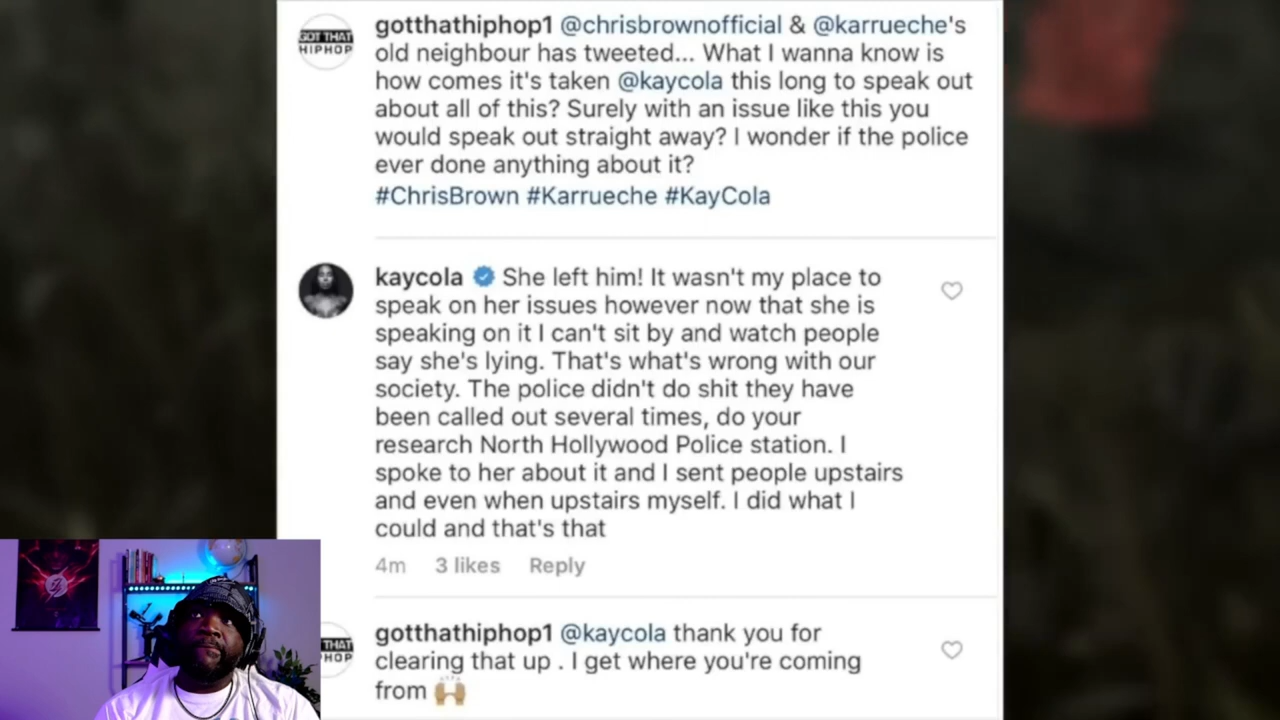 GOT THAT
HIPHOP
gotthathiphop1 @chrisbrownofficial & @karrueche's
old neighbour has tweeted... What I wanna know is
how comes it's taken @kaycola this long to speak out
about all of this? Surely with an issue like this you
would speak out straight away? I wonder if the police
ever done anything about it?
#ChrisBrown #Karrueche #KayCola
kaycola She left him! It wasn't my place to
speak on her issues however now that she is
speaking on it I can't sit by and watch people
say she's lying. That's what's wrong with our
society. The police didn't do shit they have
been called out several times, do your
research North Hollywood Police station. I
spoke to her about it and I sent people upstairs
and even when upstairs myself. I did what I
could and that's that
4m 3 likes Reply
THAT
HOP
gotthathiphop1 @kaycola thank you for
clearing that up . I get where you're coming
from 🙌🏽